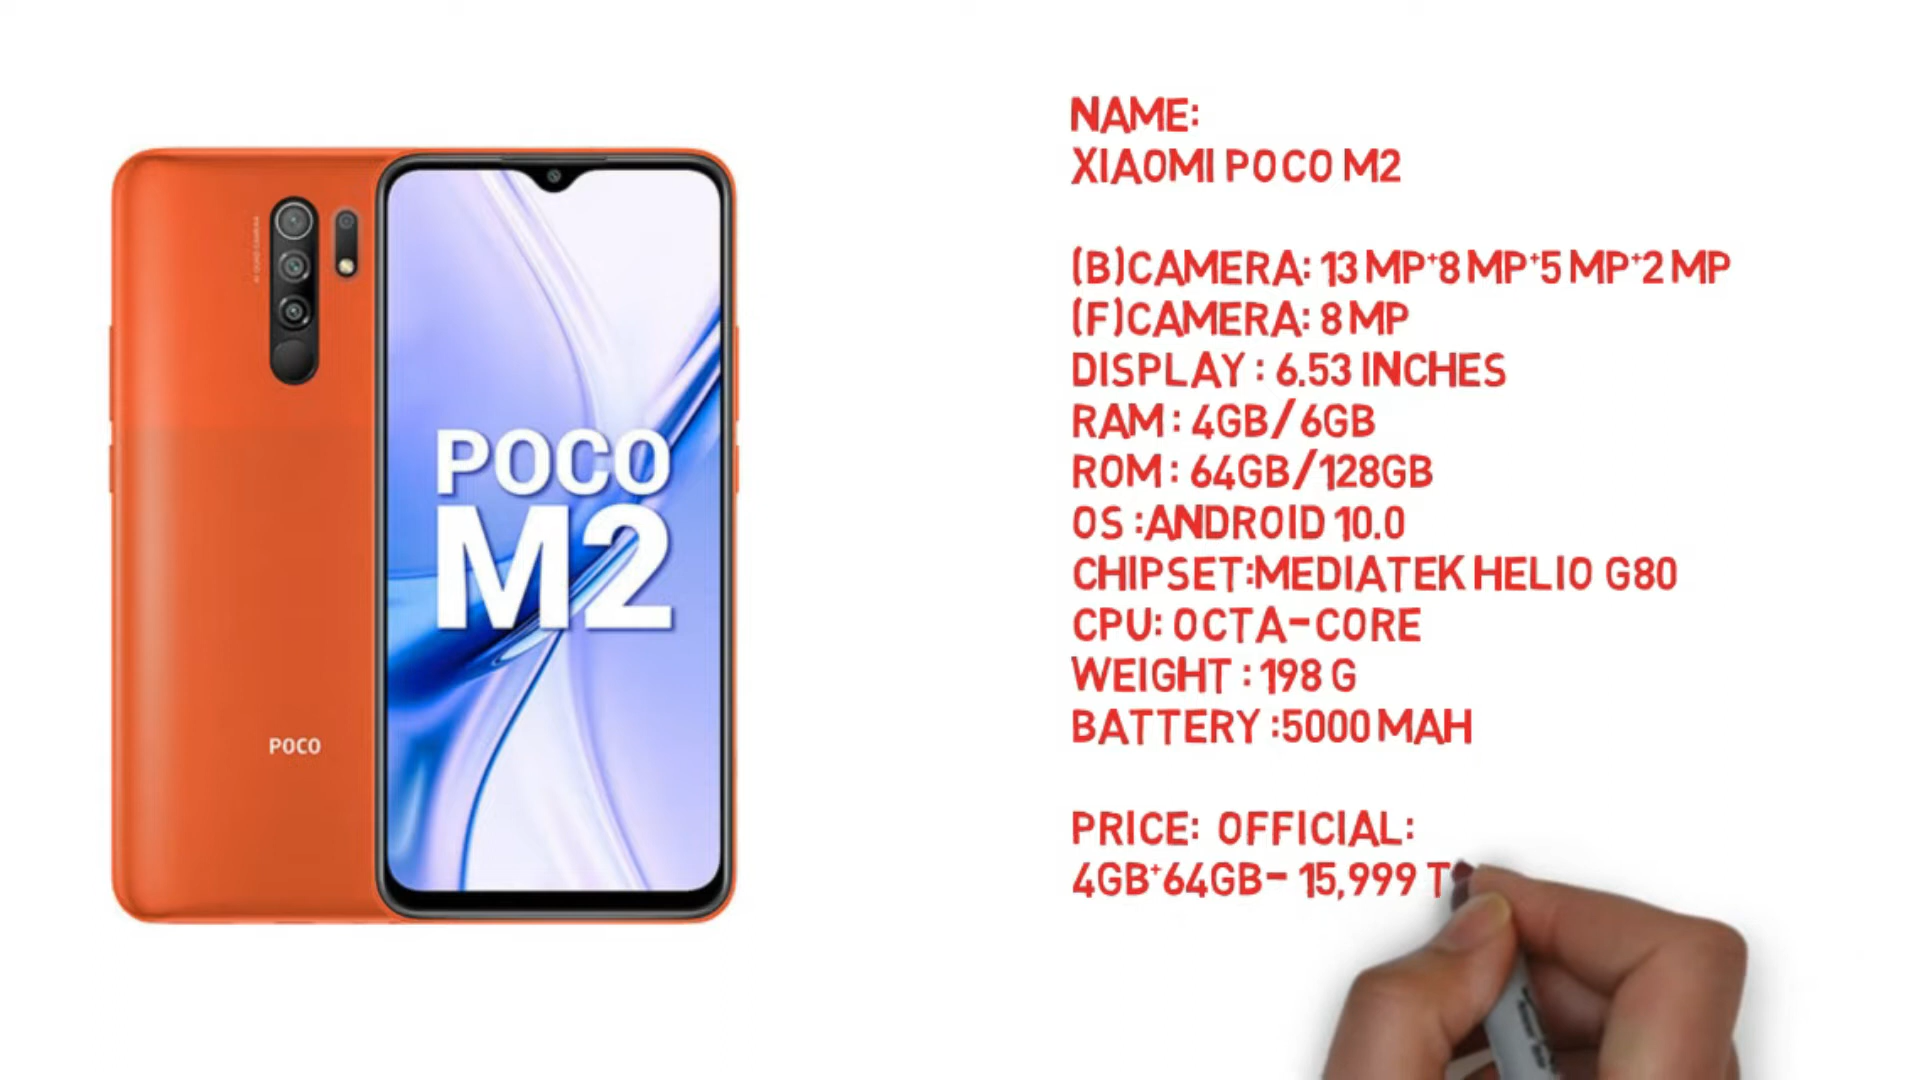 NAME:
XIAOMI POCO M2
(B)CAMERA: 13 MP+8 MP+5 MP+2 MP
(F)CAMERA: 8 MP
DISPLAY : 6.53 INCHES
RAM : 4GB/6GB
ROM : 64GB/128GB
OS :ANDROID 10.0
CHIPSET:MEDIATEK HELIO G80
CPU: OCTA-CORE
WEIGHT : 198 G
BATTERY :5000 MAH
PRICE: OFFICIAL:
4GB+64GB- 15,999 T
POCO
M2
POCO